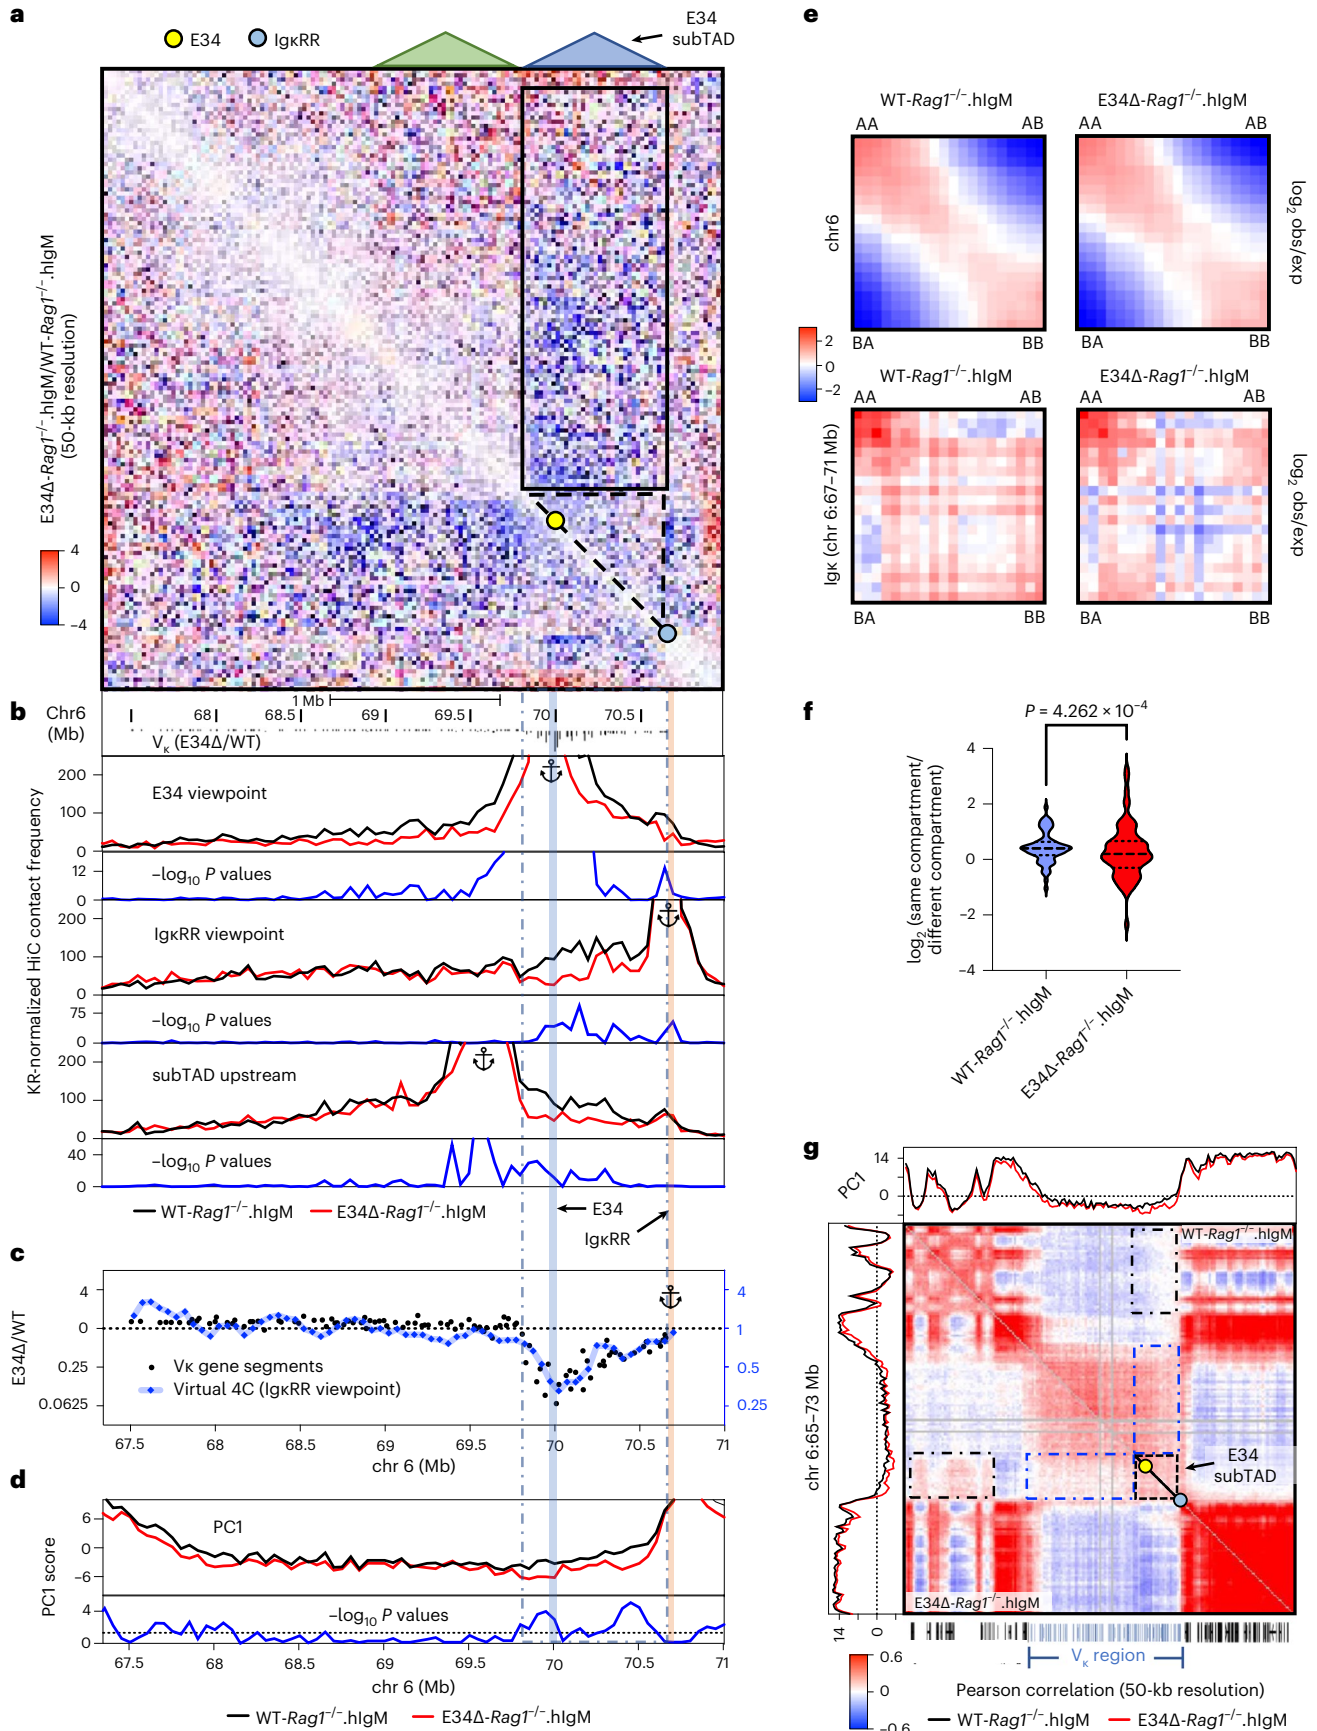 a
E34
IgκRR
E34
subTAD
E34Δ-Rag1−/−.hIgM/WT-Rag1−/−.hIgM
(50-kb resolution)
4
0
−4
b
Chr6
(Mb)
1 Mb
68
68.5
69
69.5
70
70.5
Vκ (E34Δ/WT)
KR-normalized HiC contact frequency
200
100
0
E34 viewpoint
12
0
−log10 P values
200
100
0
IgκRR viewpoint
75
0
−log10 P values
200
100
0
subTAD upstream
40
0
−log10 P values
WT-Rag1−/−.hIgM
E34Δ-Rag1−/−.hIgM
E34
IgκRR
c
E34Δ/WT
4
0
0.25
0.0625
4
1
0.5
0.25
Vκ gene segments
Virtual 4C (IgκRR viewpoint)
67.5
68
68.5
69
69.5
70
70.5
71
chr 6 (Mb)
d
PC1 score
6
0
−6
PC1
4
0
−log10 P values
67.5
68
68.5
69
69.5
70
70.5
71
chr 6 (Mb)
WT-Rag1−/−.hIgM
E34Δ-Rag1−/−.hIgM
e
WT-Rag1−/−.hIgM
E34Δ-Rag1−/−.hIgM
AA
AB
AA
AB
chr6
log2 obs/exp
BA
BB
BA
BB
2
0
−2
WT-Rag1−/−.hIgM
E34Δ-Rag1−/−.hIgM
AA
AB
AA
AB
Igκ (chr 6:67–71 Mb)
log2 obs/exp
BA
BB
BA
BB
f
P = 4.262 × 10−4
log2 (same compartment/
different compartment)
4
2
0
−2
−4
WT-Rag1−/−.hIgM
E34Δ-Rag1−/−.hIgM
g
PC1
14
0
WT-Rag1−/−.hIgM
chr 6:65–73 Mb
E34
subTAD
E34Δ-Rag1−/−.hIgM
14
0
Vκ region
0.6
0
−0.6
Pearson correlation (50-kb resolution)
WT-Rag1−/−.hIgM
E34Δ-Rag1−/−.hIgM